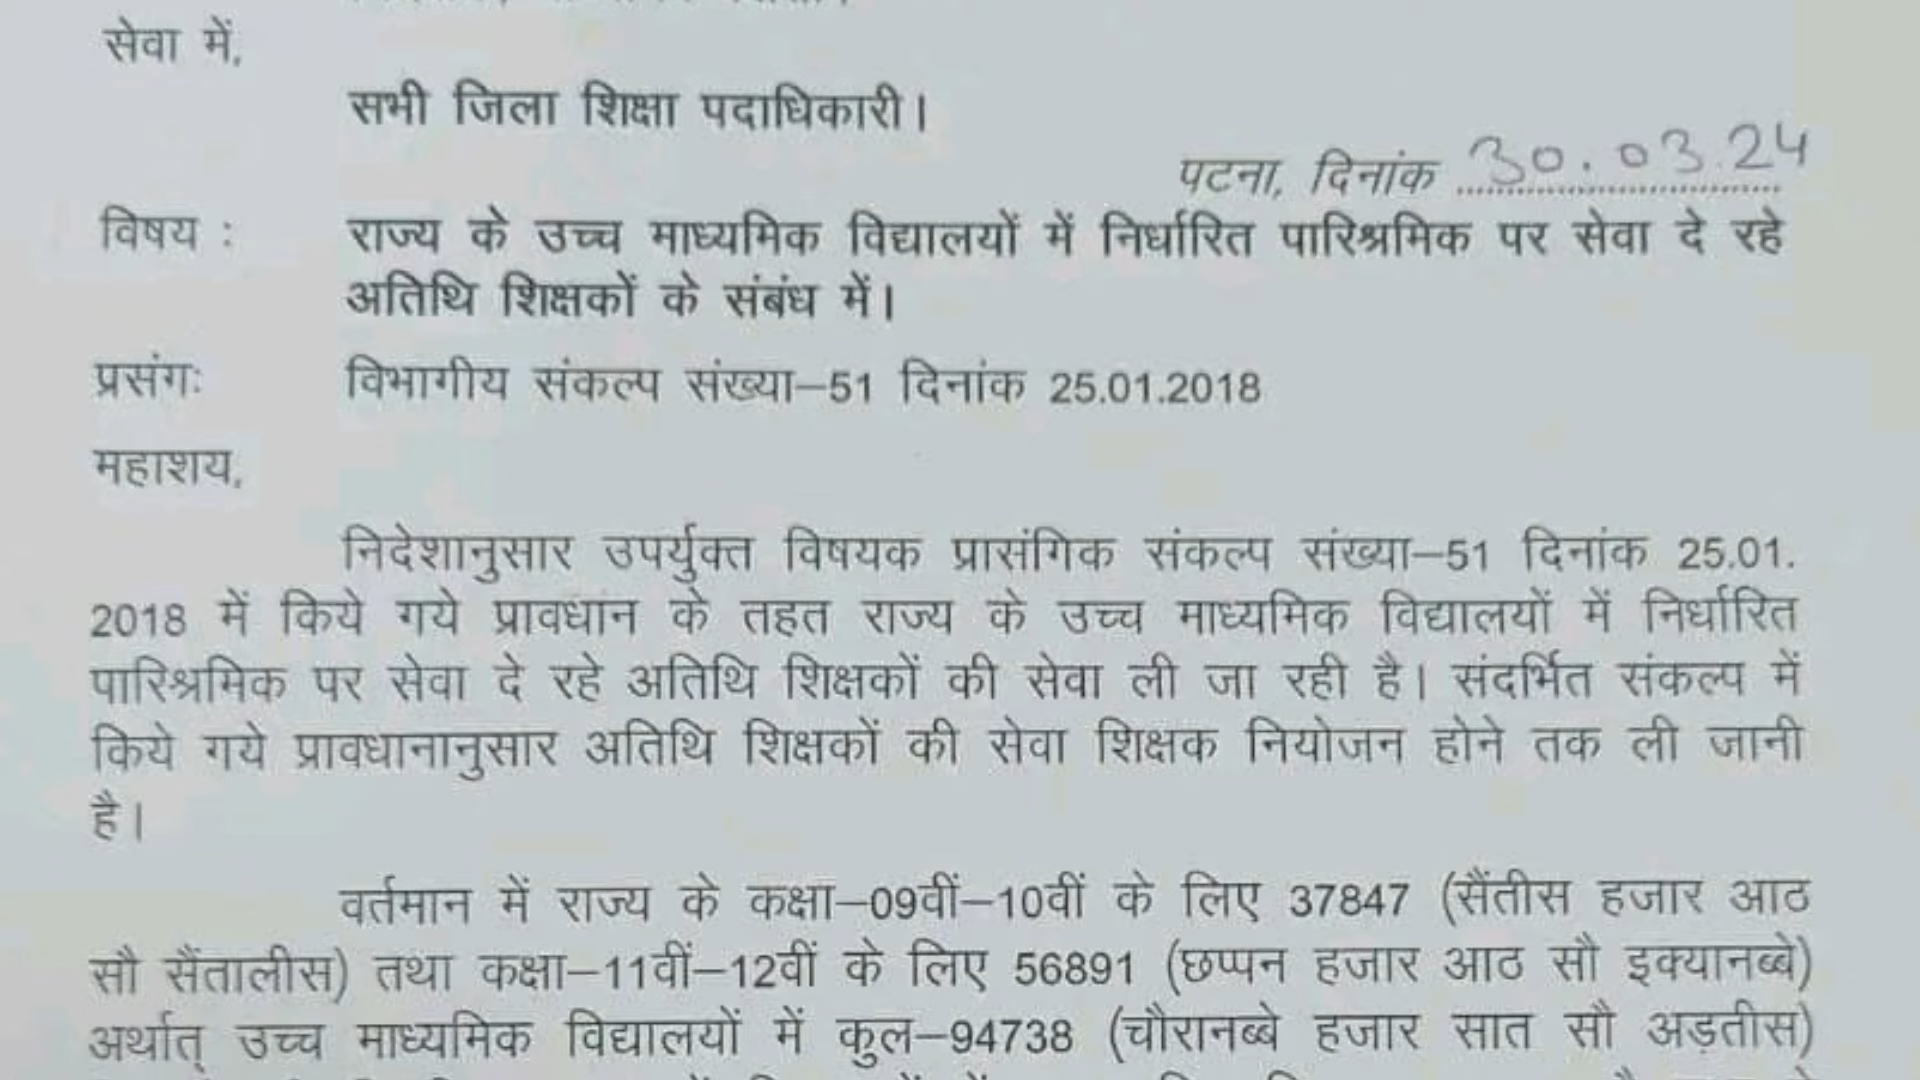 सेवा में,
सभी जिला शिक्षा पदाधिकारी।
पटना, दिनांक 30.03.24
विषय : राज्य के उच्च माध्यमिक विद्यालयों में निर्धारित पारिश्रमिक पर सेवा दे रहे
अतिथि शिक्षकों के संबंध में।
प्रसंगः विभागीय संकल्प संख्या–51 दिनांक 25.01.2018
महाशय,
निदेशानुसार उपर्युक्त विषयक प्रासंगिक संकल्प संख्या–51 दिनांक 25.01.
2018 में किये गये प्रावधान के तहत राज्य के उच्च माध्यमिक विद्यालयों में निर्धारित
पारिश्रमिक पर सेवा दे रहे अतिथि शिक्षकों की सेवा ली जा रही है। संदर्भित संकल्प में
किये गये प्रावधानानुसार अतिथि शिक्षकों की सेवा शिक्षक नियोजन होने तक ली जानी
है।
वर्तमान में राज्य के कक्षा–09वीं–10वीं के लिए 37847 (सैंतीस हजार आठ
सौ सैंतालीस) तथा कक्षा–11वीं–12वीं के लिए 56891 (छप्पन हजार आठ सौ इक्यानब्बे)
अर्थात् उच्च माध्यमिक विद्यालयों में कुल–94738 (चौरानब्बे हजार सात सौ अड़तीस)